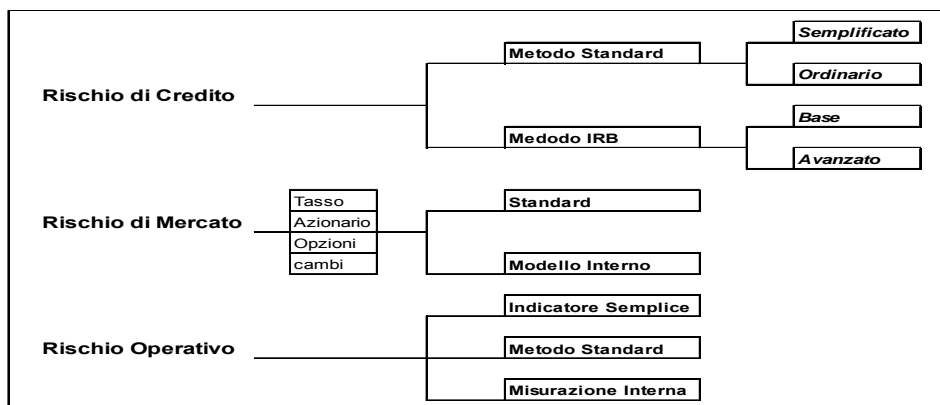 Semplificato
Metodo Standard
Ordinario
Rischio di Credito
Base
Medodo IRB
Avanzato
Tasso
Standard
Rischio di Mercato
Azionario
Opzioni
cambi
Modello Interno
Indicatore Semplice
Rischio Operativo
Metodo Standard
Misurazione Interna